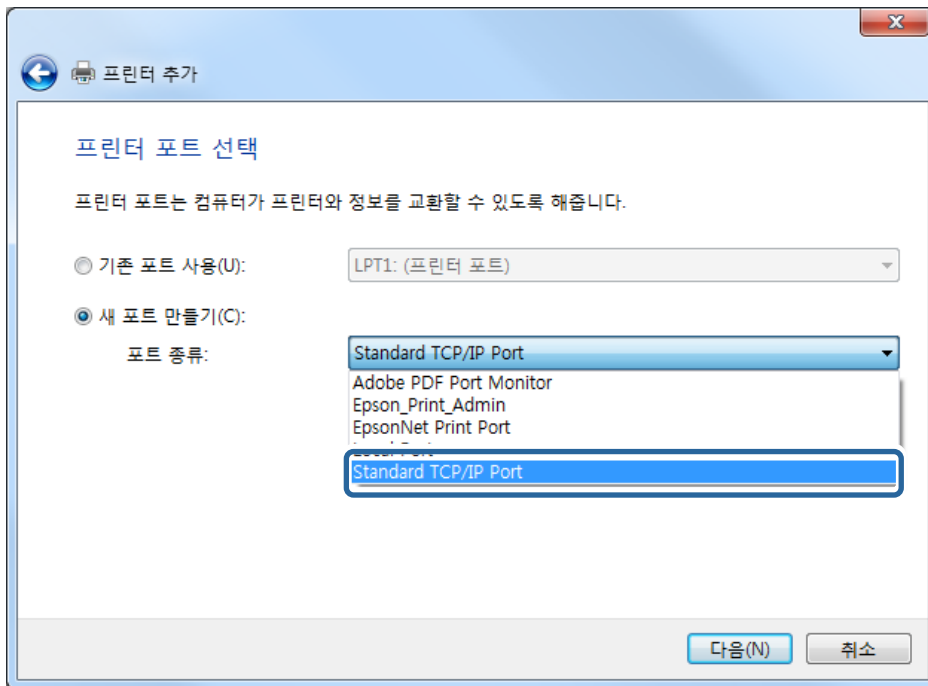 프린터 추가
프린터 포트 선택
프린터 포트는 컴퓨터가 프린터와 정보를 교환할 수 있도록 해줍니다.
기존 포트 사용(U):
LPT1: (프린터 포트)
새 포트 만들기(C):
포트 종류:
Standard TCP/IP Port
Adobe PDF Port Monitor
Epson_Print_Admin
EpsonNet Print Port
Local Port
Standard TCP/IP Port
다음(N)
취소